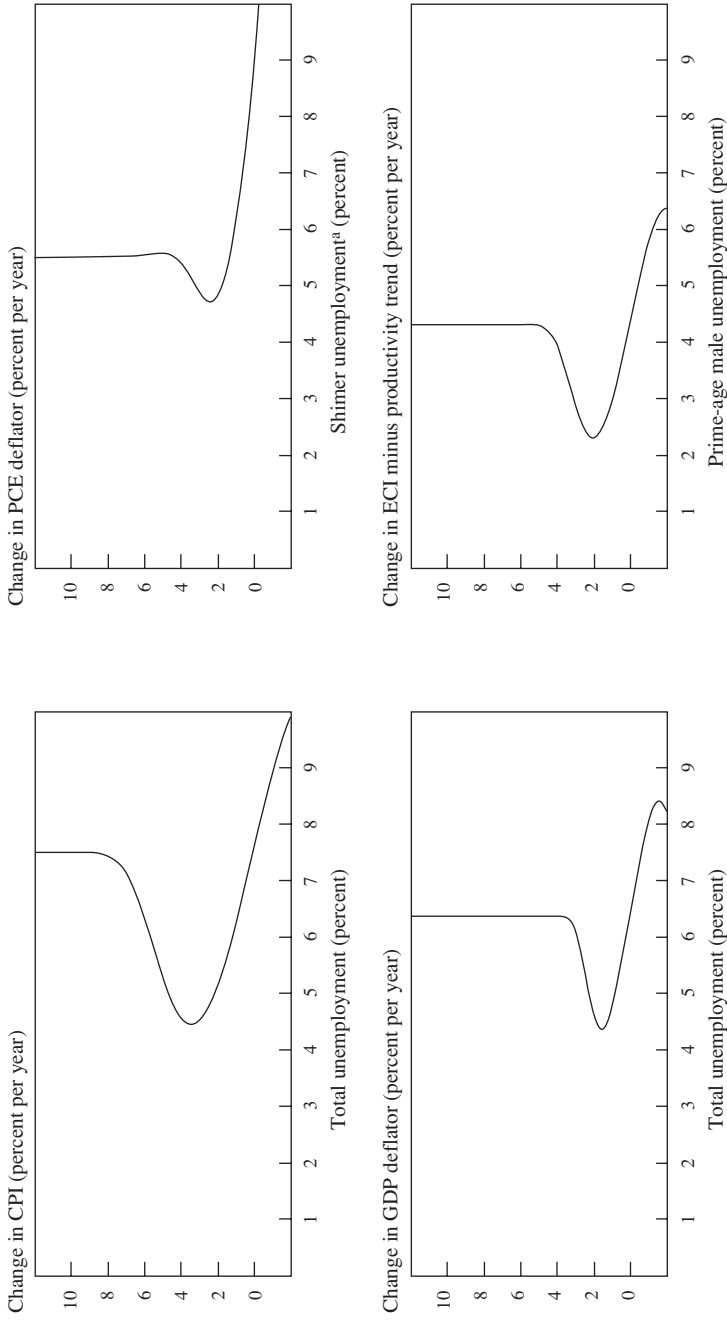 Change in CPI (percent per year)
10
8
6
4
2
0
1 2 3 4 5 6 7 8 9
Total unemployment (percent)
Change in PCE deflator (percent per year)
10
8
6
4
2
0
1 2 3 4 5 6 7 8 9
Shimer unemploymentᵃ (percent)
Change in GDP deflator (percent per year)
10
8
6
4
2
0
1 2 3 4 5 6 7 8 9
Total unemployment (percent)
Change in ECI minus productivity trend (percent per year)
10
8
6
4
2
0
1 2 3 4 5 6 7 8 9
Prime-age male unemployment (percent)